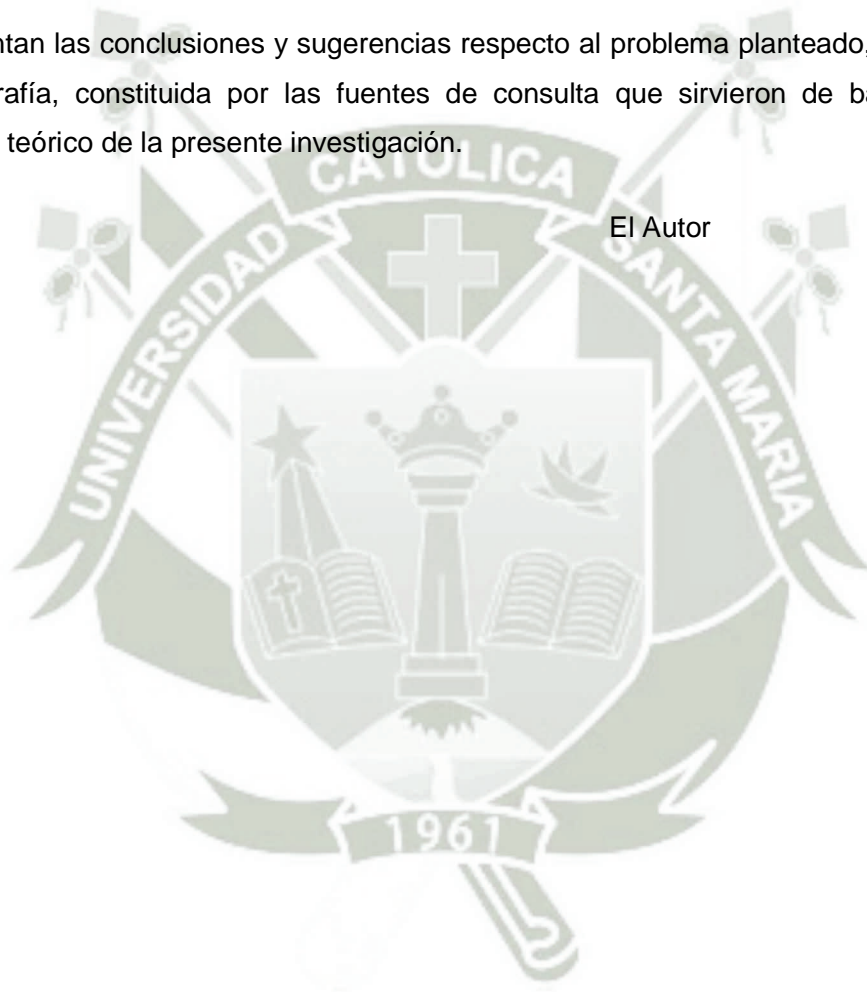 ntan las conclusiones y sugerencias respecto al problema planteado,
rafía, constituida por las fuentes de consulta que sirvieron de ba
teórico de la presente investigación.
El Autor
UNIVERSIDAD CATOLICA SANTA MARIA
1961